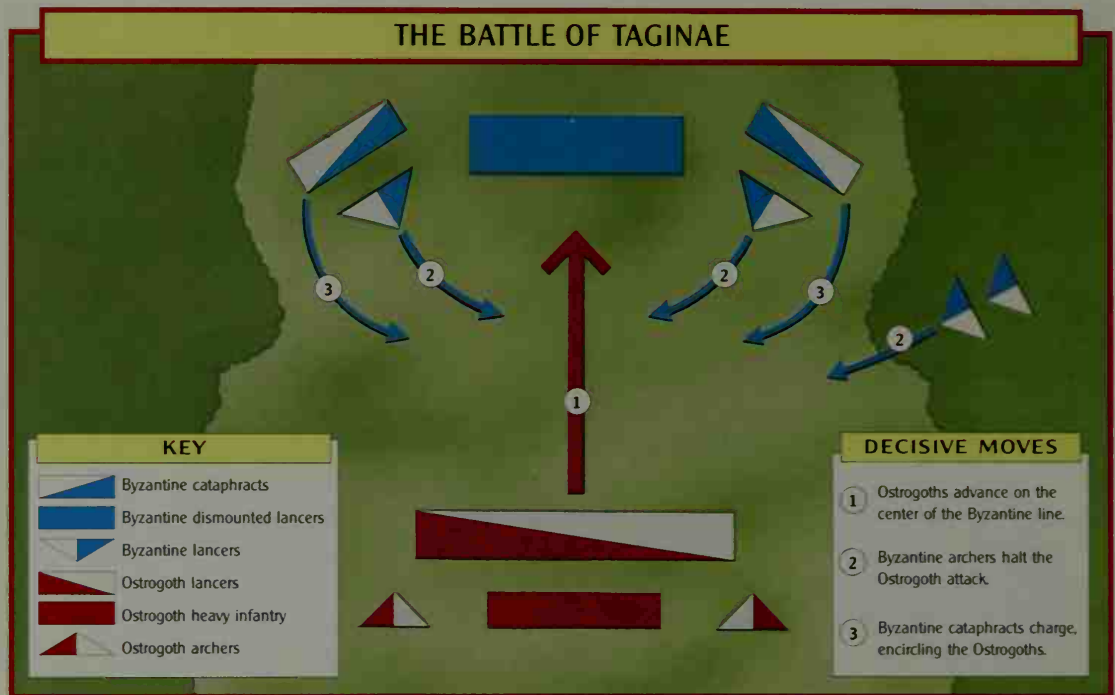 THE BATTLE OF TAGINAE
3
2
2
3
2
1
KEY
Byzantine cataphracts
Byzantine dismounted lancers
Byzantine lancers
Ostrogoth lancers
Ostrogoth heavy infantry
Ostrogoth archers
DECISIVE MOVES
1 Ostrogoths advance on the
center of the Byzantine line.
2 Byzantine archers halt the
Ostrogoth attack.
3 Byzantine cataphracts charge,
encircling the Ostrogoths.